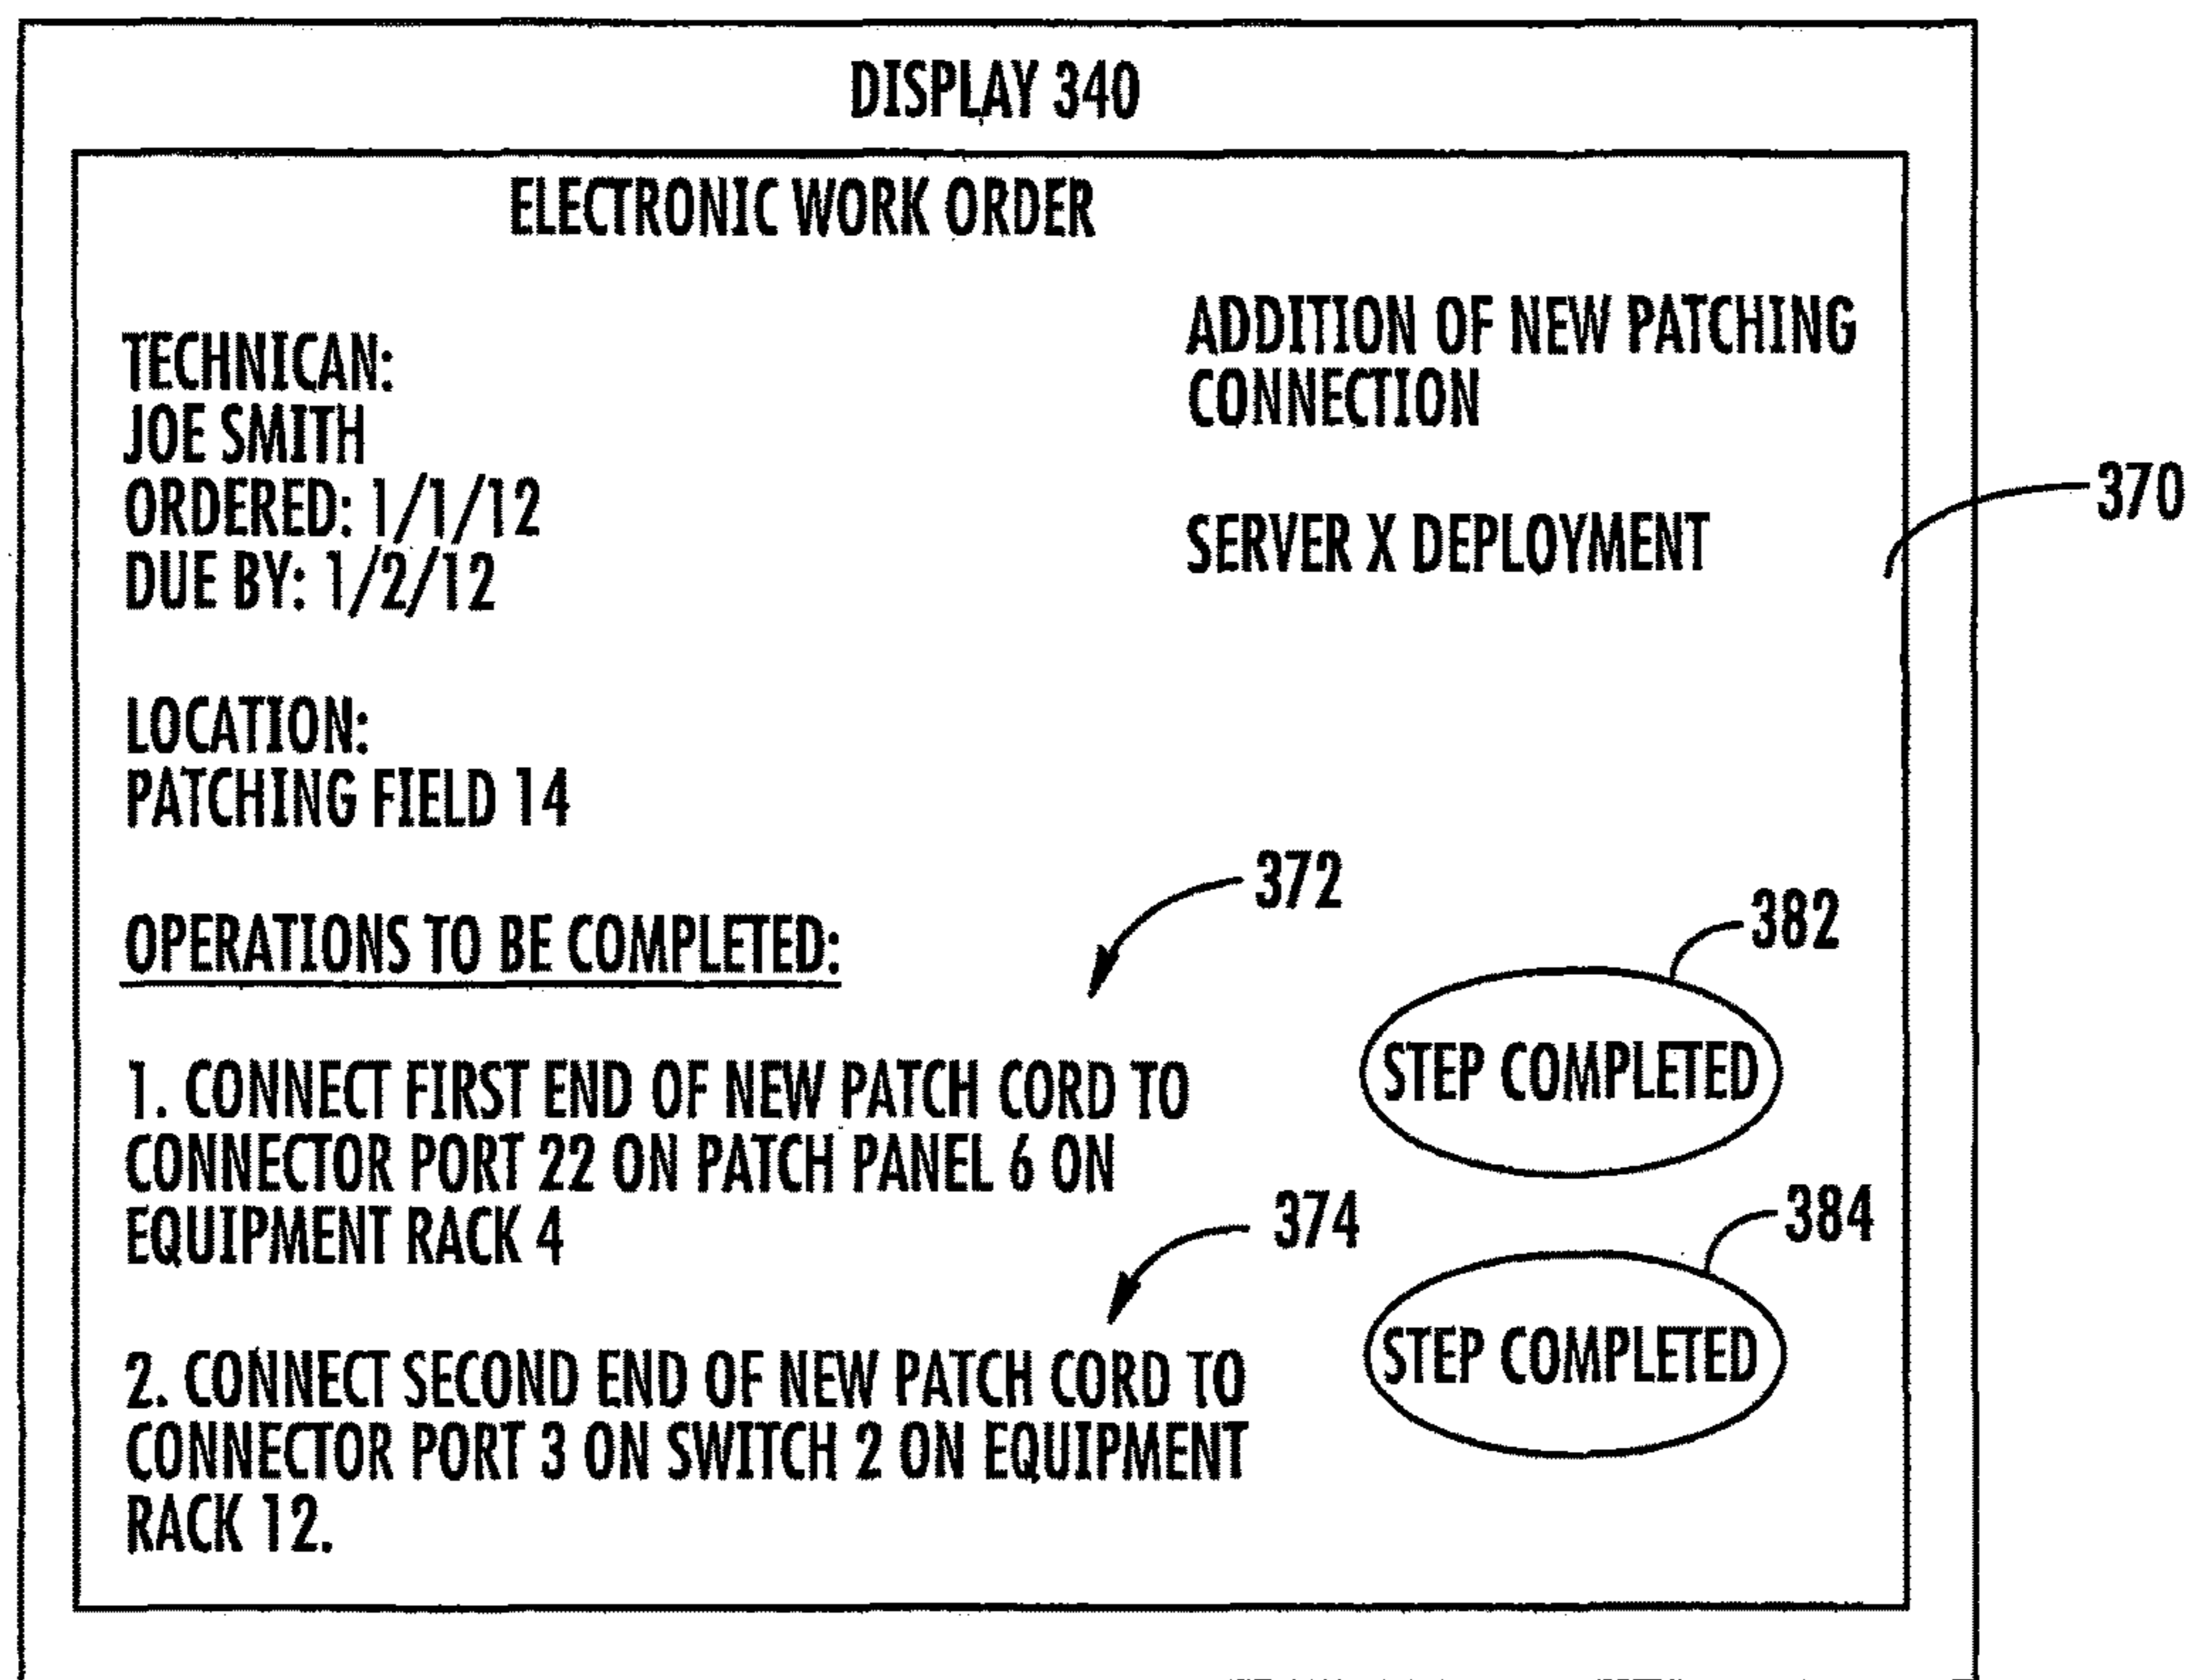 DISPLAY 340
ELECTRONIC WORK ORDER
ADDITION OF NEW PATCHING
CONNECTION
TECHNICAN:
JOE SMITH
ORDERED: 1/1/12
DUE BY: 1/2/12
SERVER X DEPLOYMENT
370
LOCATION:
PATCHING FIELD 14
372
382
OPERATIONS TO BE COMPLETED:
1. CONNECT FIRST END OF NEW PATCH CORD TO
CONNECTOR PORT 22 ON PATCH PANEL 6 ON
EQUIPMENT RACK 4
STEP COMPLETED
374
384
2. CONNECT SECOND END OF NEW PATCH CORD TO
CONNECTOR PORT 3 ON SWITCH 2 ON EQUIPMENT
RACK 12.
STEP COMPLETED